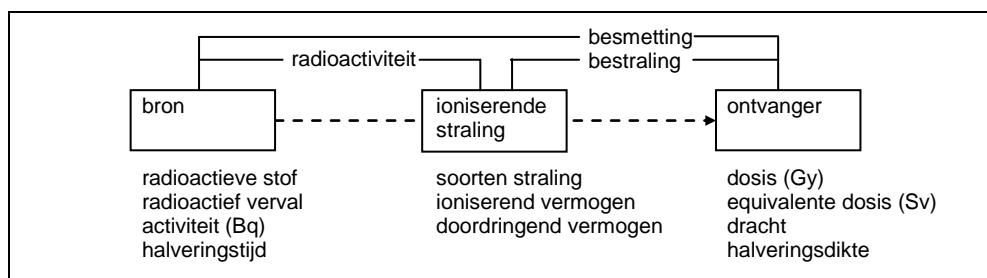 besmetting
radioactiviteit
bestraling
bron
ioniserende
straling
ontvanger
radioactieve stof
radioactief verval
activiteit (Bq)
halveringstijd
soorten straling
ioniserend vermogen
doordringend vermogen
dosis (Gy)
equivalente dosis (Sv)
dracht
halveringsdikte